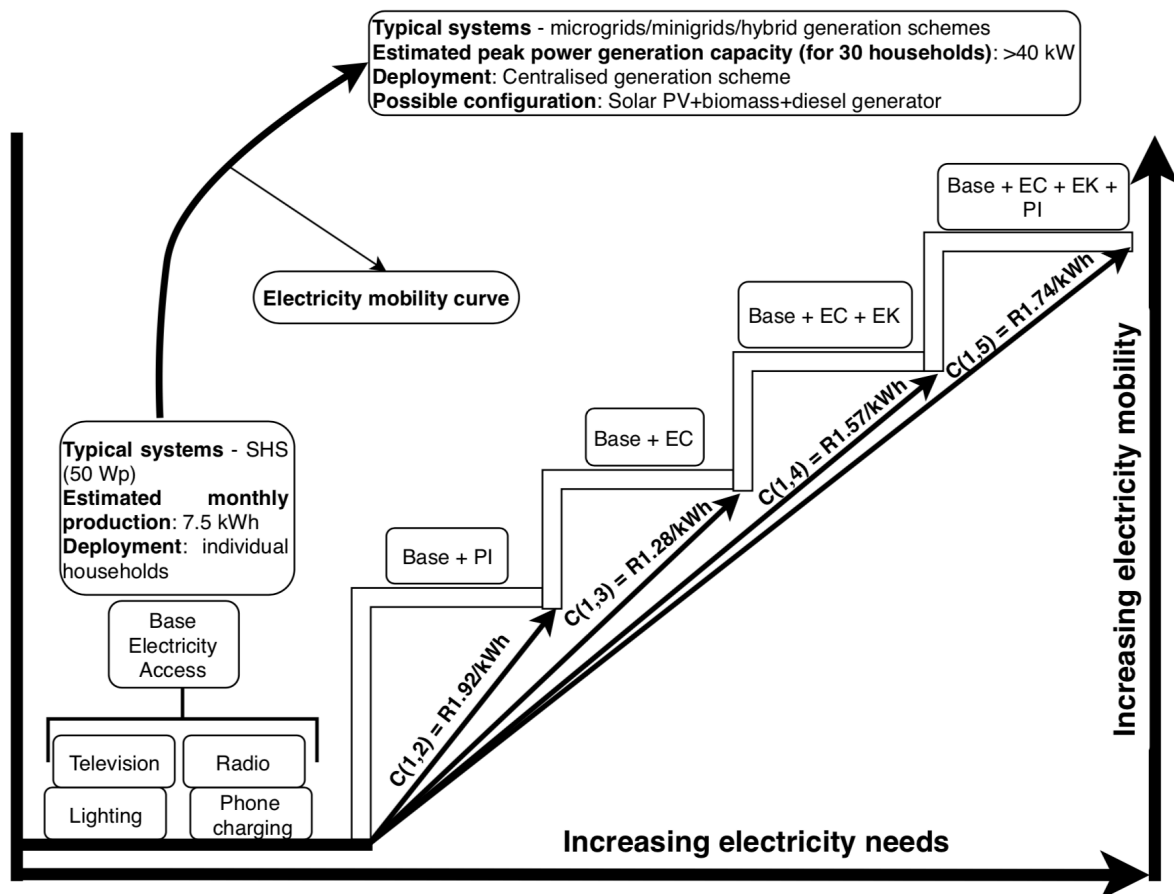 Typical systems - microgrids/minigrids/hybrid generation schemes
Estimated peak power generation capacity (for 30 households): >40 kW
Deployment: Centralised generation scheme
Possible configuration: Solar PV+biomass+diesel generator
Electricity mobility curve
Base + EC + EK +
PI
Base + EC + EK
Base + EC
Base + PI
Typical systems - SHS
(50 Wp)
Estimated monthly
production: 7.5 kWh
Deployment: individual
households
Base
Electricity
Access
Television
Radio
Lighting
Phone
charging
C(1,2) = R1.92/kWh
C(1,3) = R1.28/kWh
C(1,4) = R1.57/kWh
C(1,5) = R1.74/kWh
Increasing electricity needs
Increasing electricity mobility